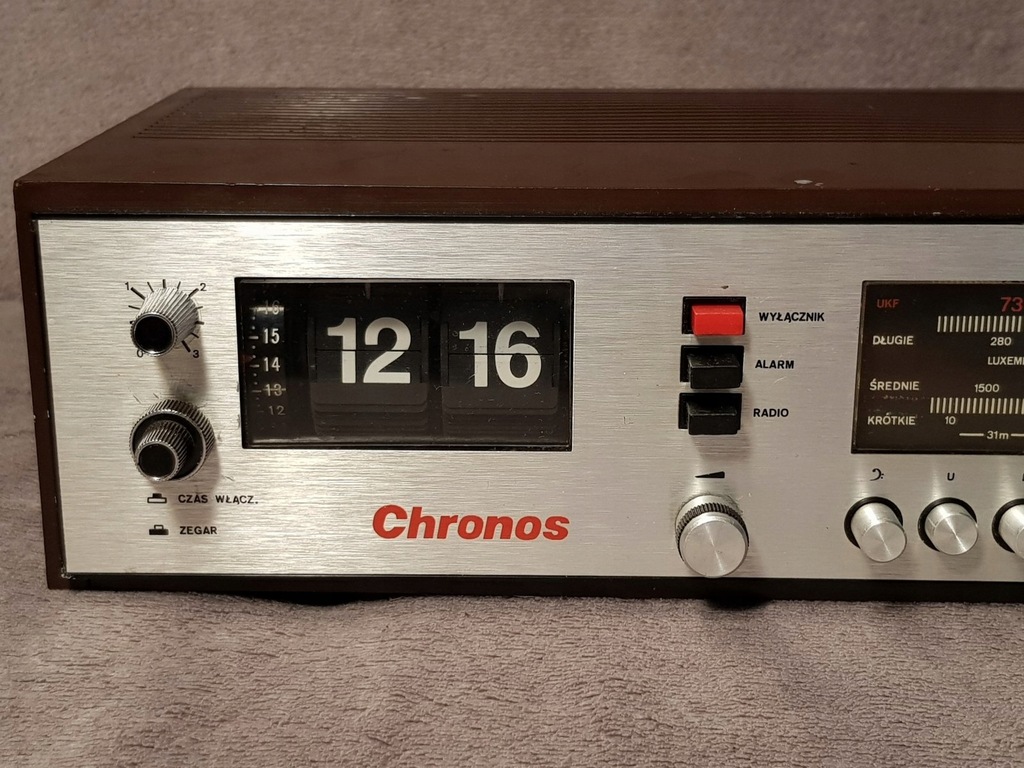 1 2
0 3
16
15
14
13
12
12 16
CZAS WŁĄCZ.
ZEGAR
Chronos
WYŁĄCZNIK
ALARM
RADIO
UKF 73
DŁUGIE 280
LUXEM
ŚREDNIE 1500
KRÓTKIE 10
31m
U